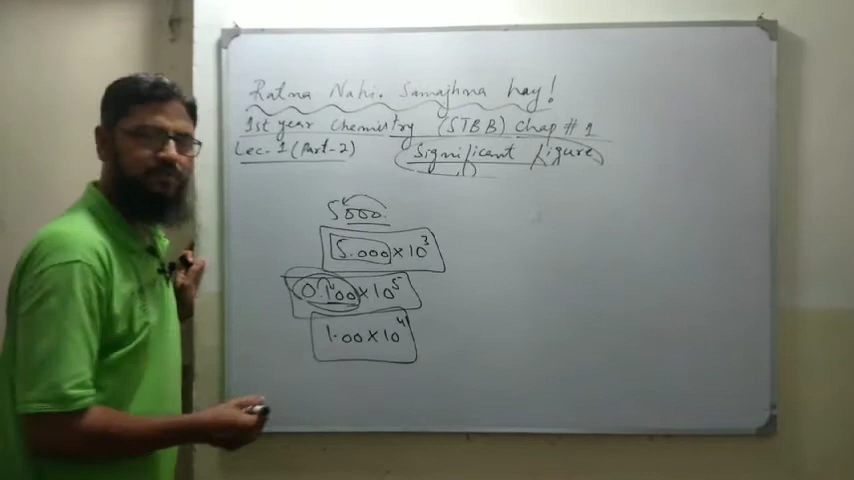 Ratna Nahi. Samajhna hay!
1st year Chemistry (STBB) Chap # 1
Lec. 1 (Part-2) Significant figure
5000.
5.000×10³
0.100×10⁵
1.00×10⁴